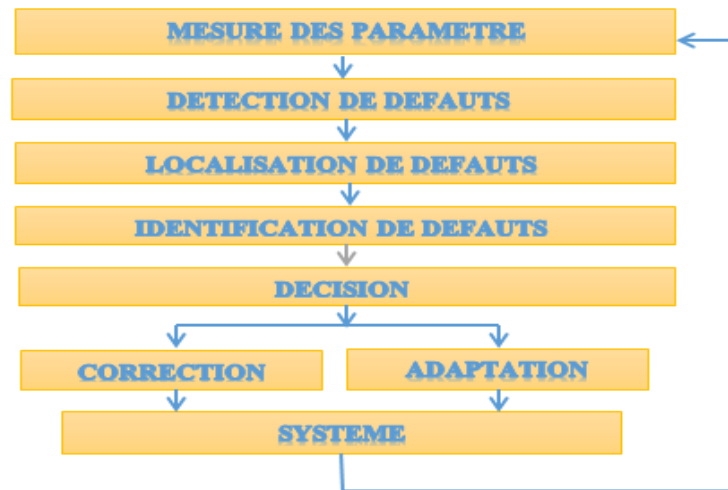 MESURE DES PARAMETRE
DETECTION DE DEFAUTS
LOCALISATION DE DEFAUTS
IDENTIFICATION DE DEFAUTS
DECISION
CORRECTION
ADAPTATION
SYSTEME